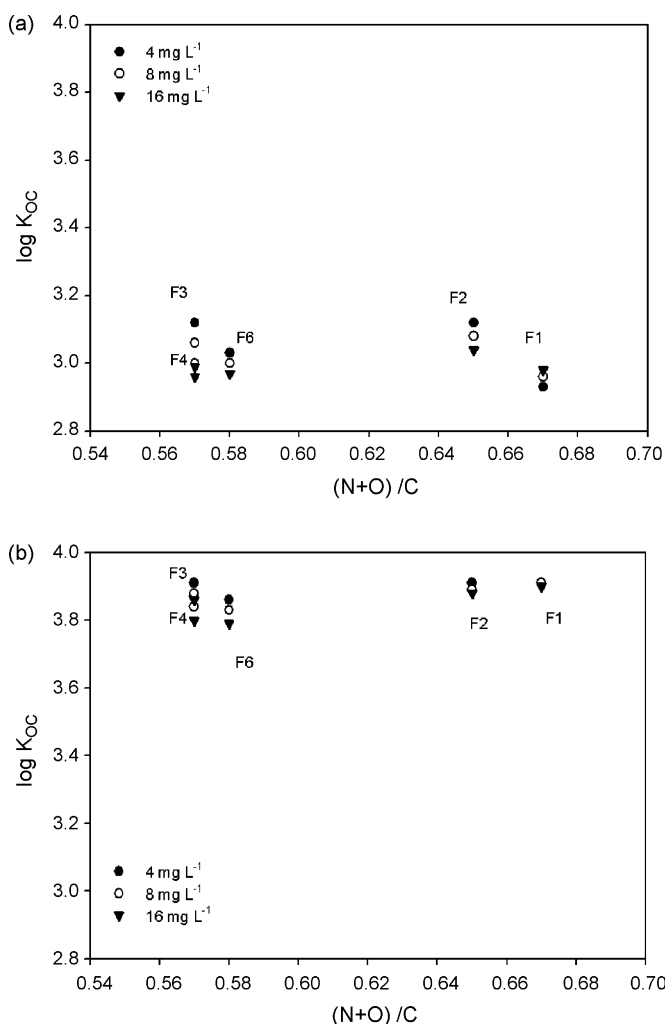 (a)
4.0
3.8
3.6
3.4
3.2
3.0
2.8
log K_OC
4 mg L⁻¹
8 mg L⁻¹
16 mg L⁻¹
F3
F4
F6
F2
F1
0.54 0.56 0.58 0.60 0.62 0.64 0.66 0.68 0.70
(N+O) /C
(b)
4.0
3.8
3.6
3.4
3.2
3.0
2.8
log K_OC
F3
F4
F6
F2
F1
4 mg L⁻¹
8 mg L⁻¹
16 mg L⁻¹
0.54 0.56 0.58 0.60 0.62 0.64 0.66 0.68 0.70
(N+O) /C